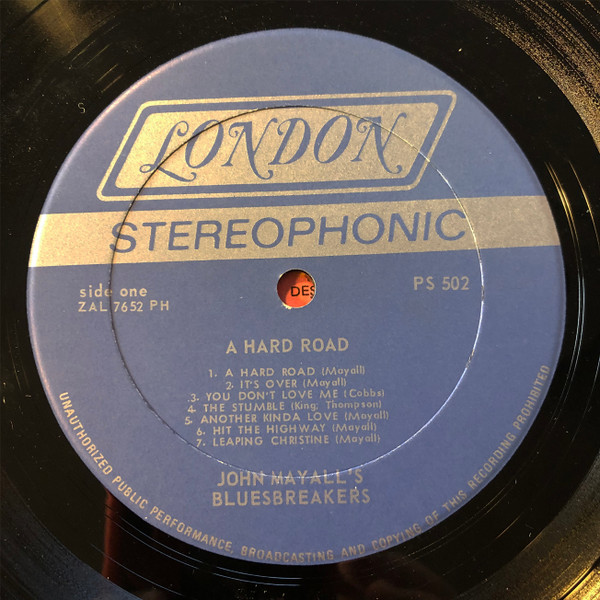 LONDON
STEREOPHONIC
side one
ZAL 7652 PH
PS 502
DES
A HARD ROAD
1. A HARD ROAD (Mayall)
2. IT'S OVER (Mayall)
3. YOU DON'T LOVE ME (Cobbs)
4. THE STUMBLE (King; Thompson)
5. ANOTHER KINDA LOVE (Mayall)
6. HIT THE HIGHWAY (Mayall)
7. LEAPING CHRISTINE (Mayall)
JOHN MAYALL'S
BLUESBREAKERS
UNAUTHORIZED PUBLIC PERFORMANCE, BROADCASTING AND COPYING OF THIS RECORDING PROHIBITED
S